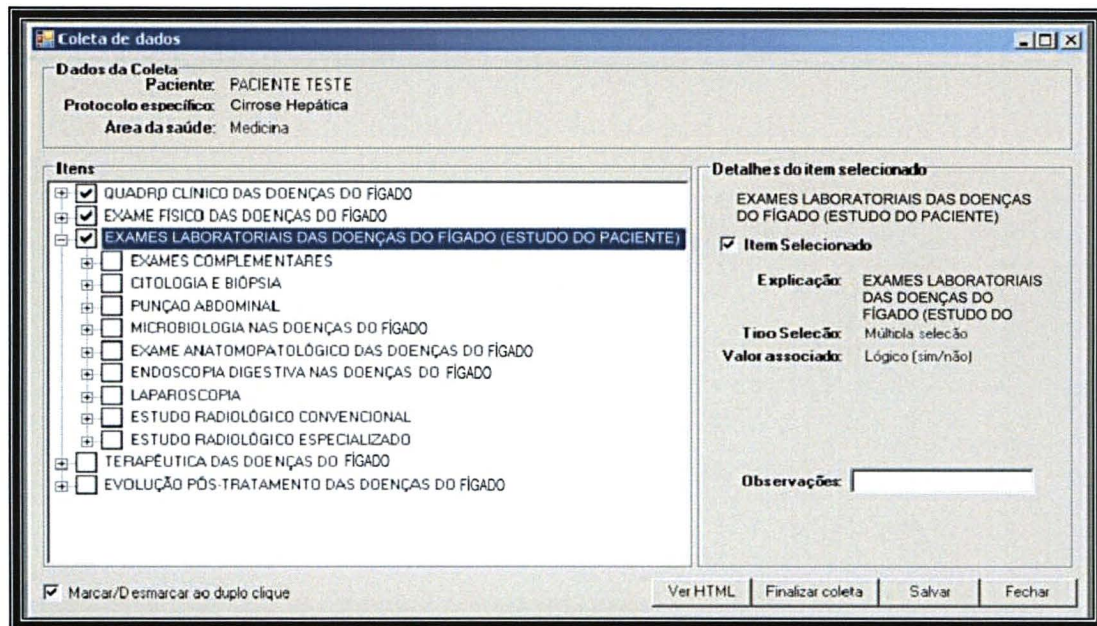 Coleta de dados
Dados da Coleta
Paciente: PACIENTE TESTE
Protocolo específico: Cirrose Hepática
Área da saúde: Medicina
Itens
QUADRO CLÍNICO DAS DOENÇAS DO FÍGADO
EXAME FÍSICO DAS DOENÇAS DO FÍGADO
EXAMES LABORATORIAIS DAS DOENÇAS DO FÍGADO (ESTUDO DO PACIENTE)
EXAMES COMPLEMENTARES
CITOLOGIA E BIÓPSIA
PUNÇÃO ABDOMINAL
MICROBIOLOGIA NAS DOENÇAS DO FÍGADO
EXAME ANATOMOPATOLÓGICO DAS DOENÇAS DO FÍGADO
ENDOSCOPIA DIGESTIVA NAS DOENÇAS DO FÍGADO
LAPAROSCOPIA
ESTUDO RADIOLÓGICO CONVENCIONAL
ESTUDO RADIOLÓGICO ESPECIALIZADO
TERAPÊUTICA DAS DOENÇAS DO FÍGADO
EVOLUÇÃO PÓS-TRATAMENTO DAS DOENÇAS DO FÍGADO
Detalhes do item selecionado
EXAMES LABORATORIAIS DAS DOENÇAS
DO FÍGADO (ESTUDO DO PACIENTE)
Item Selecionado
Explicação: EXAMES LABORATORIAIS
DAS DOENÇAS DO
FÍGADO (ESTUDO DO
Tipo Seleção: Múltipla seleção
Valor associado: Lógico (sim/não)
Observações:
Marcar/Desmarcar ao duplo clique
Ver HTML Finalizar coleta Salvar Fechar